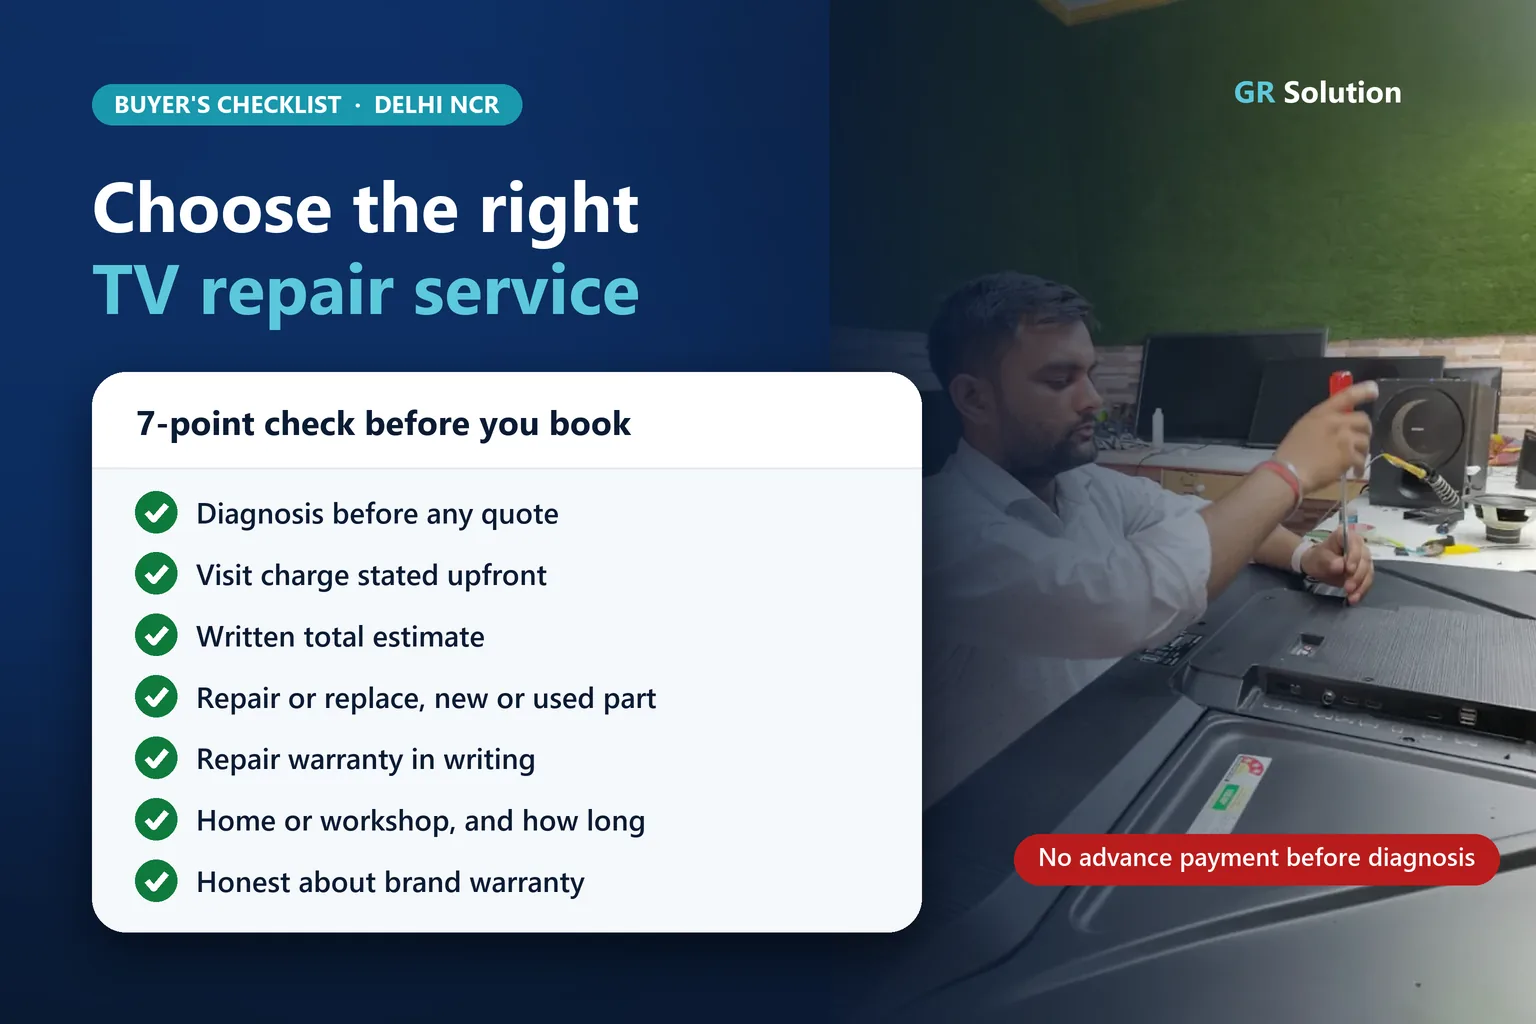 BUYER'S CHECKLIST · DELHI NCR
GR Solution
Choose the right
TV repair service
7-point check before you book
Diagnosis before any quote
Visit charge stated upfront
Written total estimate
Repair or replace, new or used part
Repair warranty in writing
Home or workshop, and how long
Honest about brand warranty
No advance payment before diagnosis